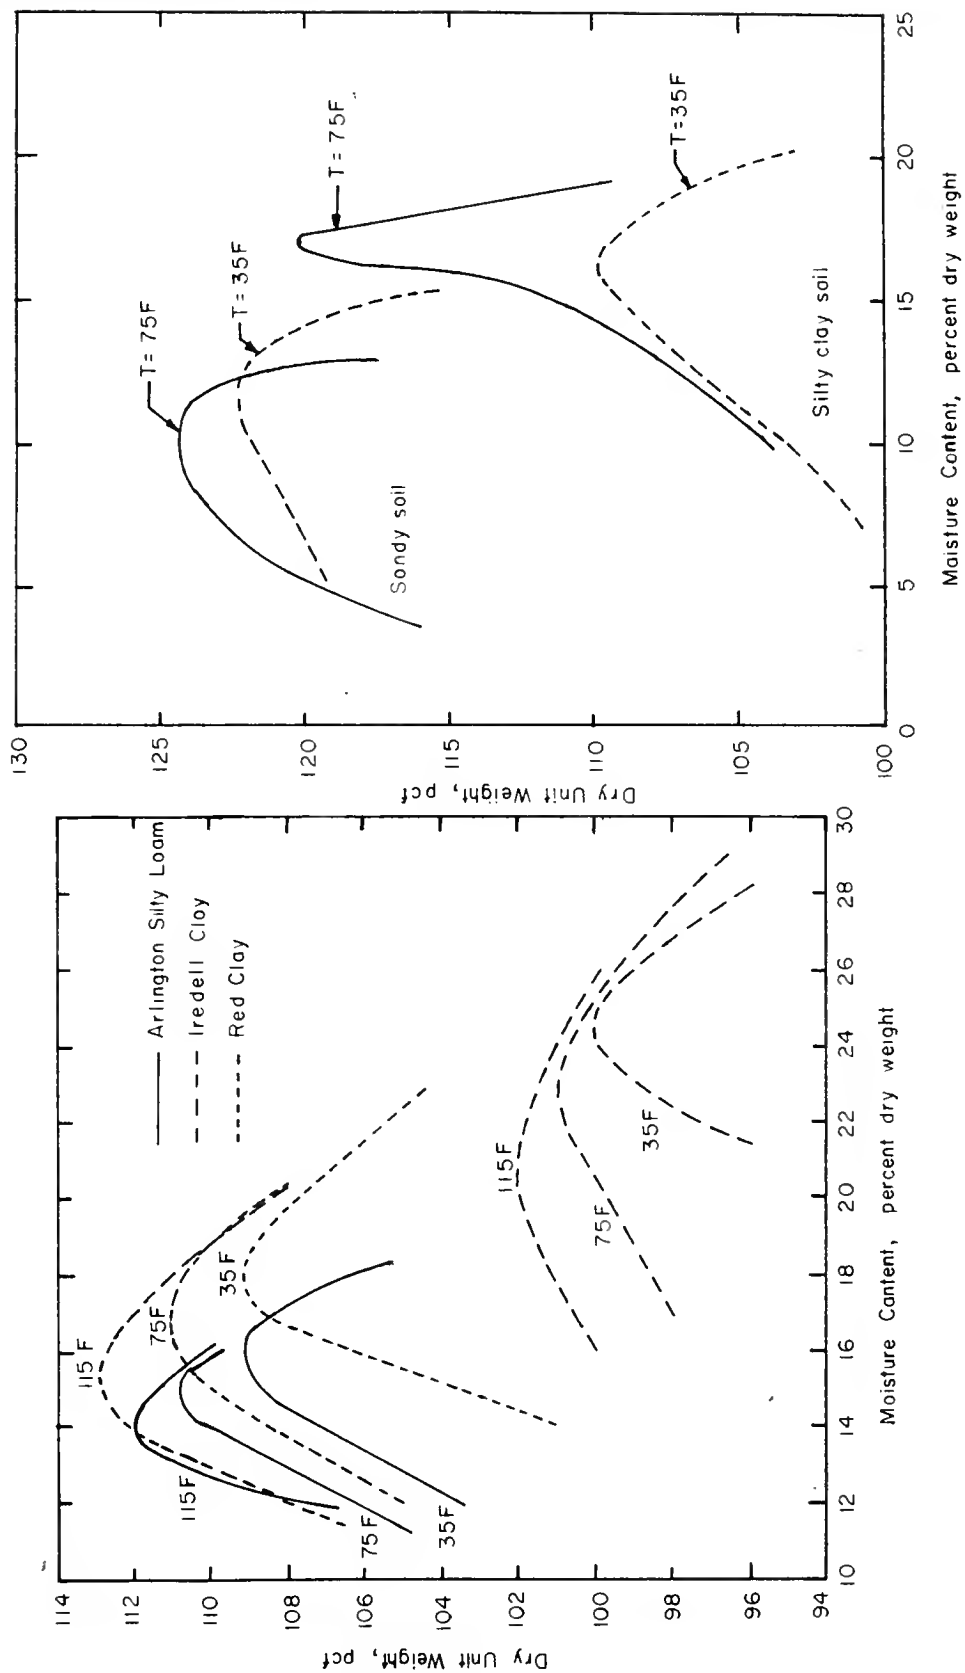 114
112
110
108
106
104
102
100
98
96
94
Dry Unit Weight, pcf
10
12
14
16
18
20
22
24
26
28
30
Moisture Cantent, percent dry weight
Arlington Silty Loam
Iredell Clay
Red Clay
115F
75F
35F
115F
75F
35F
115F
75F
35F
130
125
120
115
110
105
100
Dry Unit Weight, pcf
0
5
10
15
20
25
Maisture Content, percent dry weight
T=75F
T=35F
Sandy soil
T=75F
T=35F
Silty clay soil